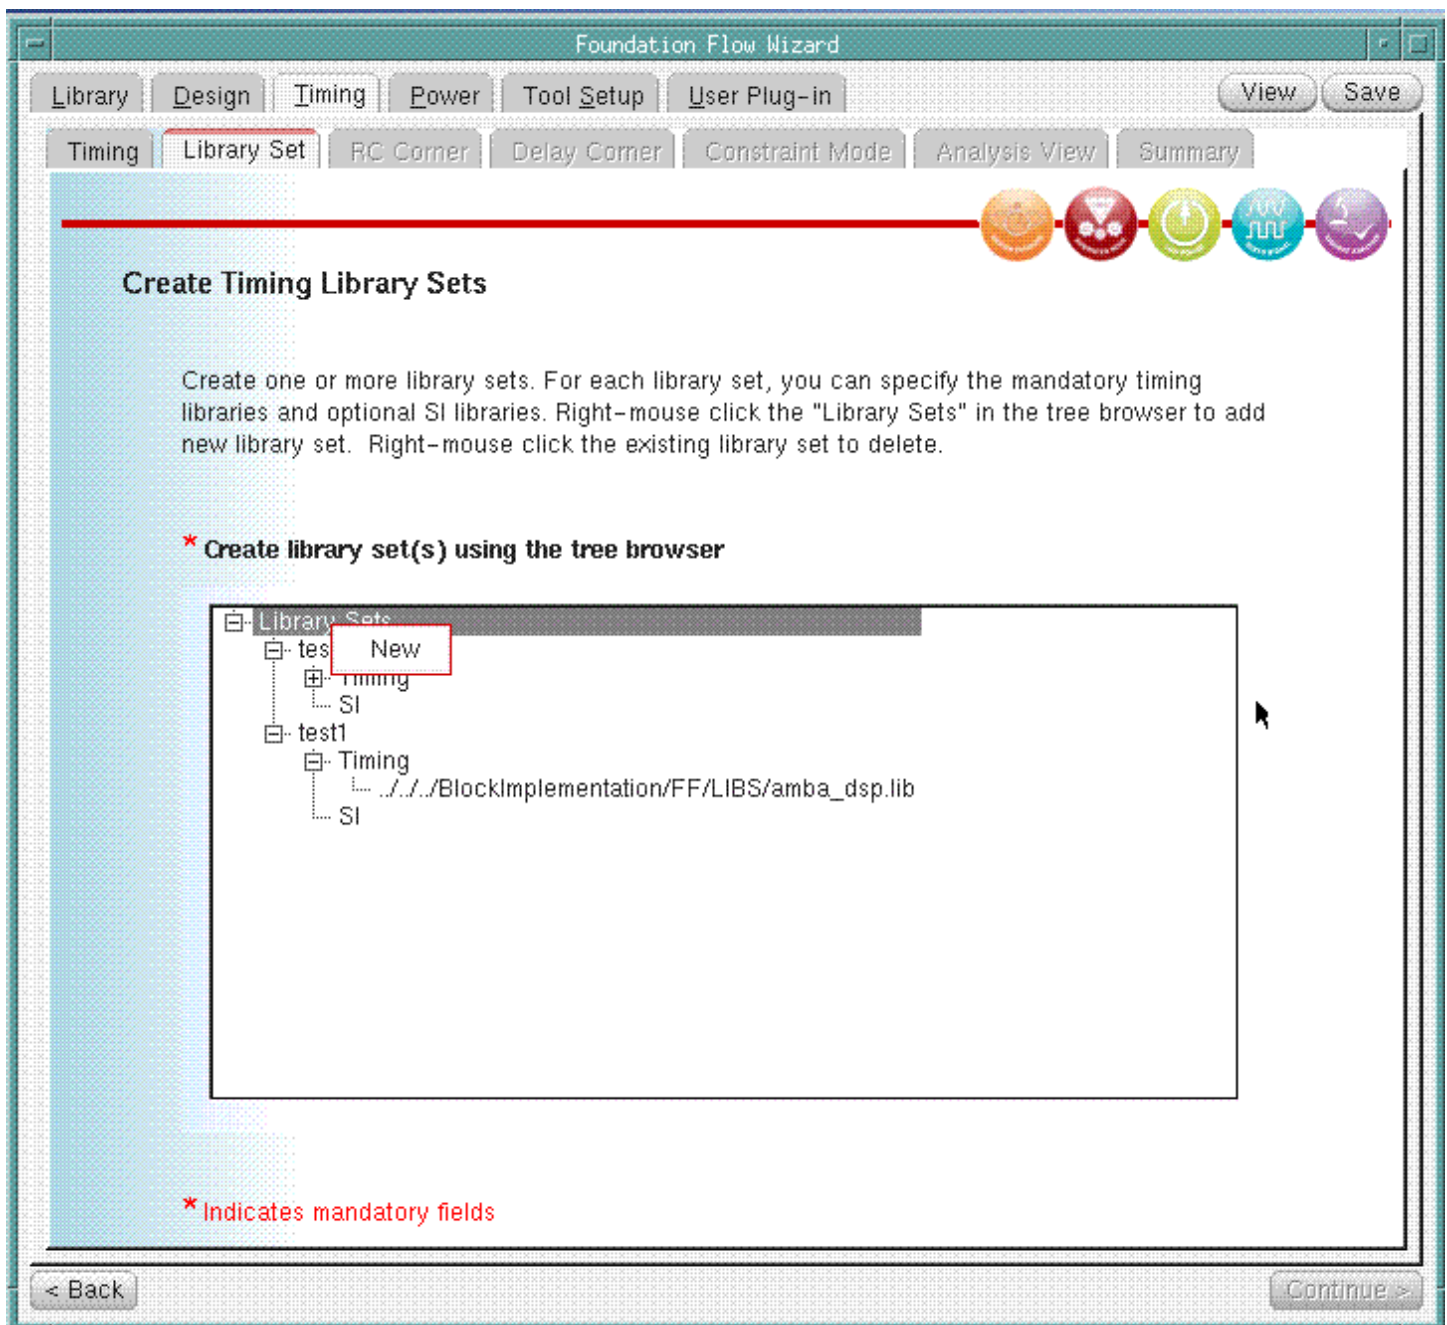 Foundation Flow Wizard
Library Design Timing Power Tool Setup User Plug-in View Save
Timing Library Set RC Corner Delay Corner Constraint Mode Analysis View Summary
Create Timing Library Sets
Create one or more library sets. For each library set, you can specify the mandatory timing
libraries and optional SI libraries. Right-mouse click the "Library Sets" in the tree browser to add
new library set. Right-mouse click the existing library set to delete.
* Create library set(s) using the tree browser
Library Sets
tes New
Timing
SI
test1
Timing
../../../BlockImplementation/FF/LIBS/amba_dsp.lib
SI
* Indicates mandatory fields
< Back Continue >